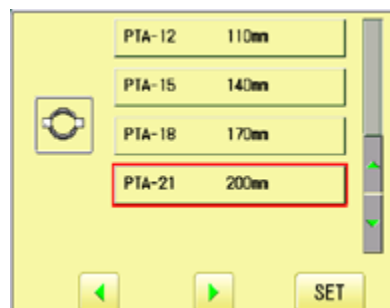 PTA-12 110mm
PTA-15 140mm
PTA-18 170mm
PTA-21 200mm
SET